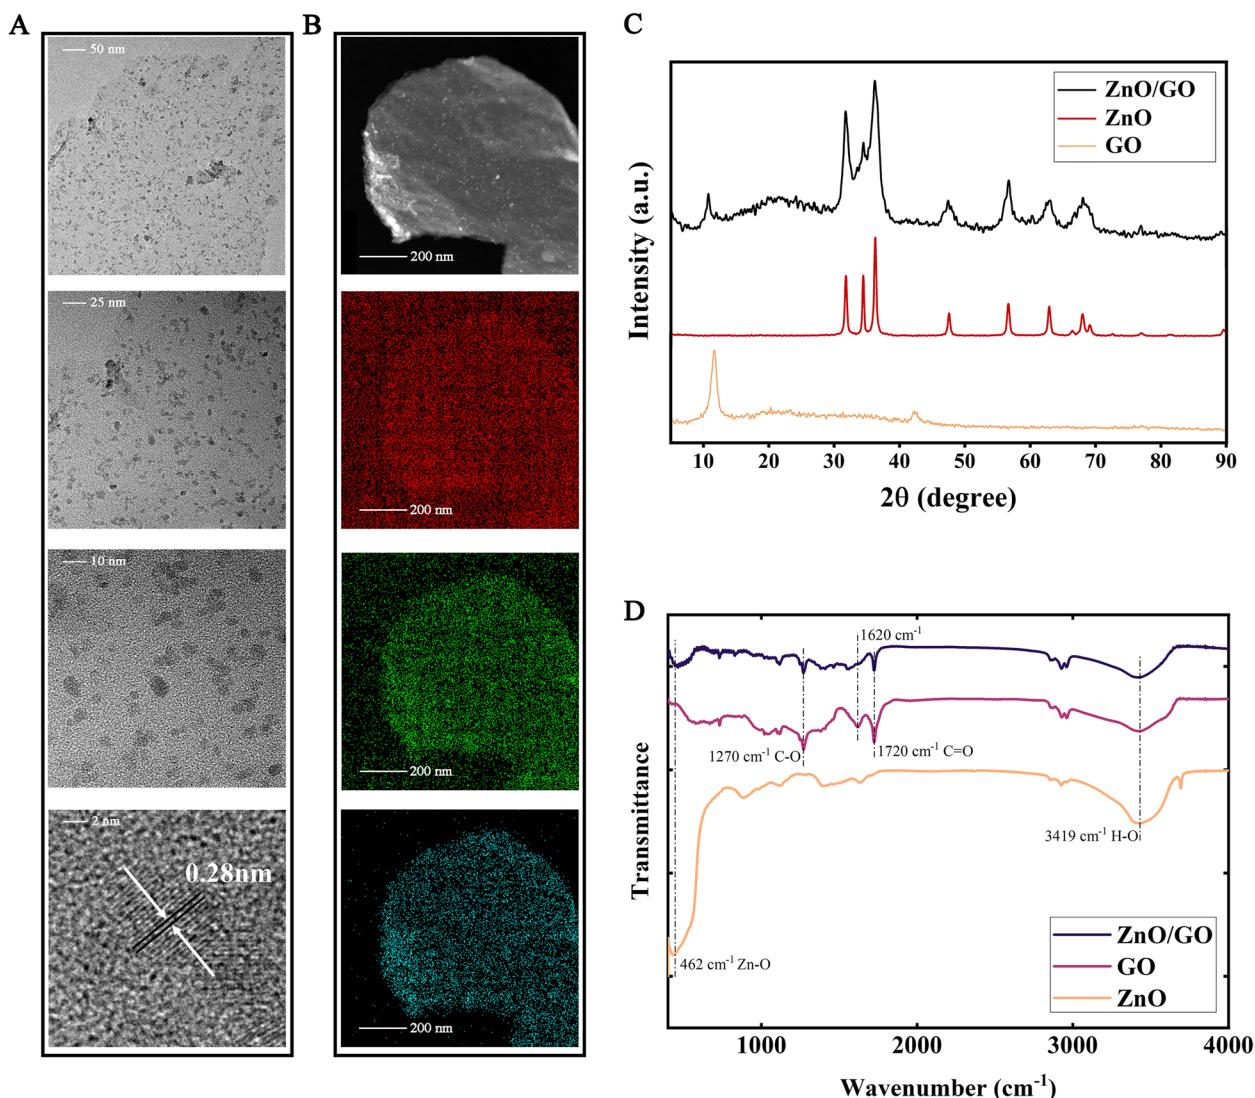 A
50 nm
25 nm
10 nm
2 nm
0.28nm
B
200 nm
200 nm
200 nm
200 nm
C
ZnO/GO
ZnO
GO
Intensity (a.u.)
10 20 30 40 50 60 70 80 90
2θ (degree)
D
1620 cm⁻¹
1270 cm⁻¹ C-O
1720 cm⁻¹ C=O
3419 cm⁻¹ H-O
462 cm⁻¹ Zn-O
ZnO/GO
GO
ZnO
Transmittance
1000 2000 3000 4000
Wavenumber (cm⁻¹)